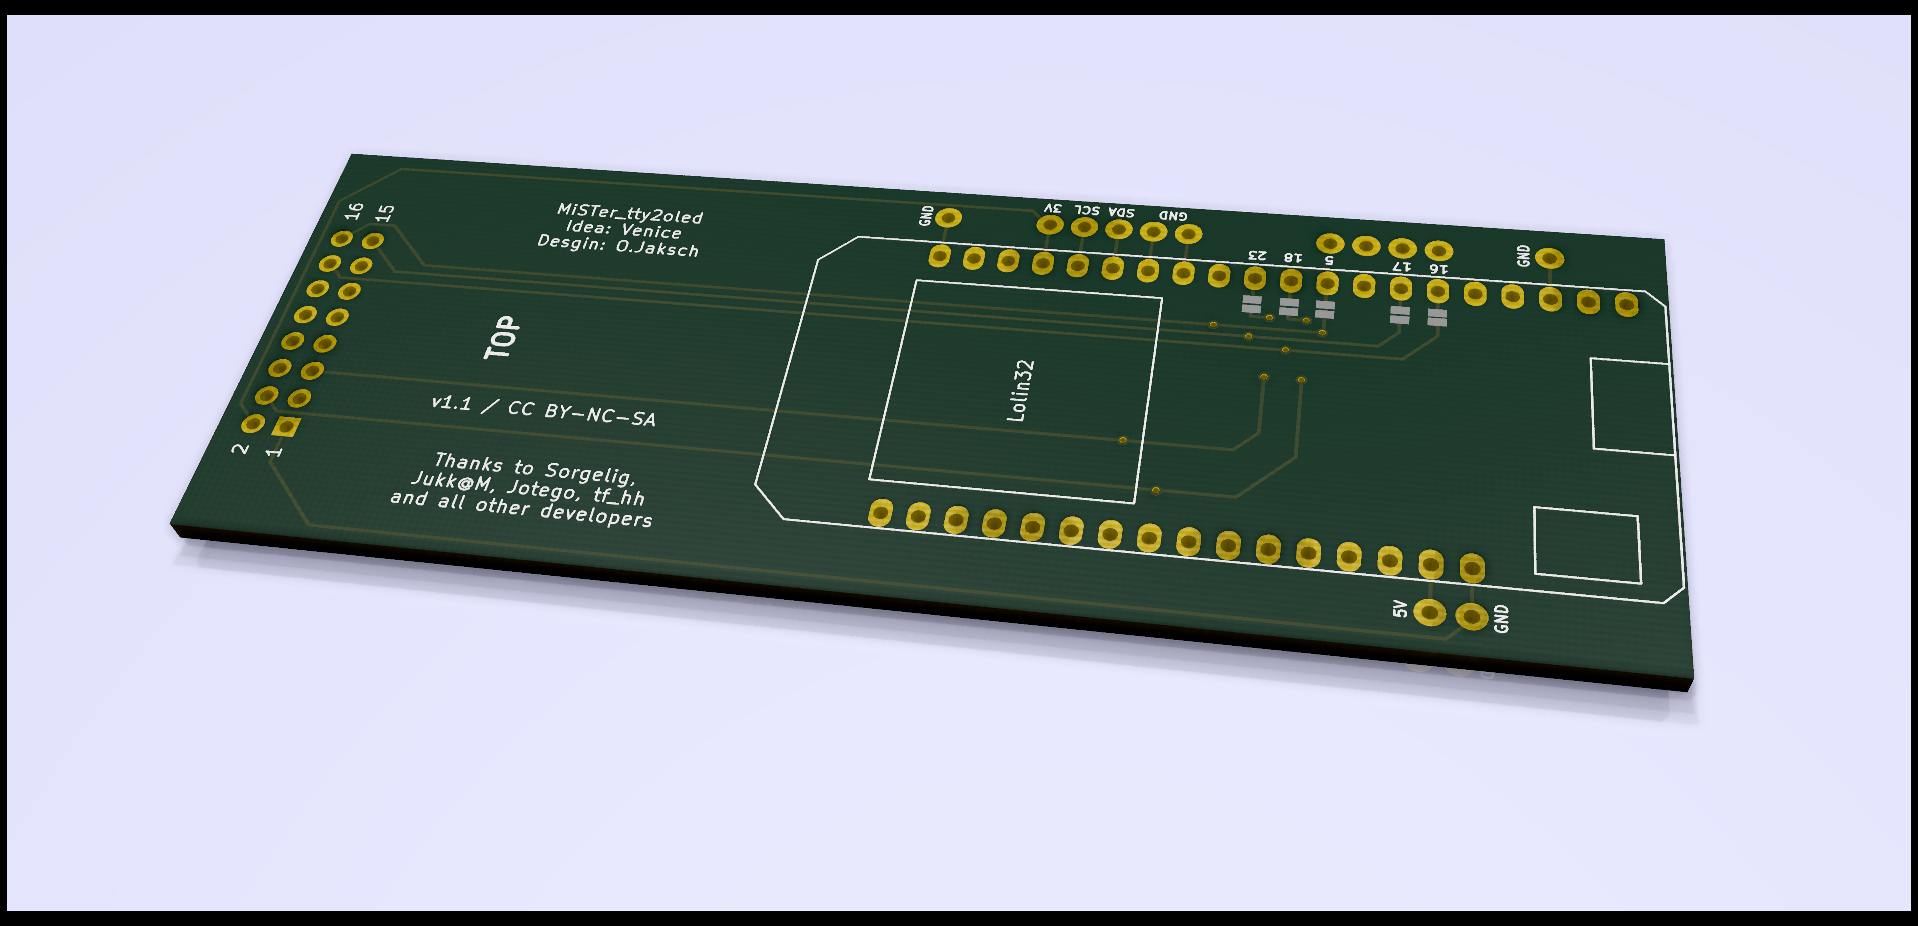 16 15
MiSTer_tty2oled
Idea: Venice
Desgin: O.Jaksch
GND
3V SCL SDA GND
23 18 5 17 16
GND
TOP
Lolin32
v1.1 / CC BY-NC-SA
2 1
Thanks to Sorgelig,
Jukk@M, Jotego, tf_hh
and all other developers
5V GND